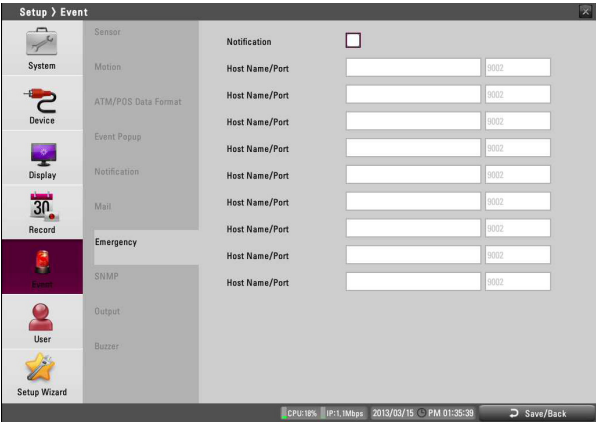 Setup > Event
System
Device
Display
30
Record
Event
User
Setup Wizard
Sensor
Motion
ATM/POS Data Format
Event Popup
Notification
Mail
Emergency
SNMP
Output
Buzzer
Notification
Host Name/Port 9002
Host Name/Port 9002
Host Name/Port 9002
Host Name/Port 9002
Host Name/Port 9002
Host Name/Port 9002
Host Name/Port 9002
Host Name/Port 9002
Host Name/Port 9002
CPU:18% IP:1,1Mbps 2013/03/15 PM 01:35:39 Save/Back